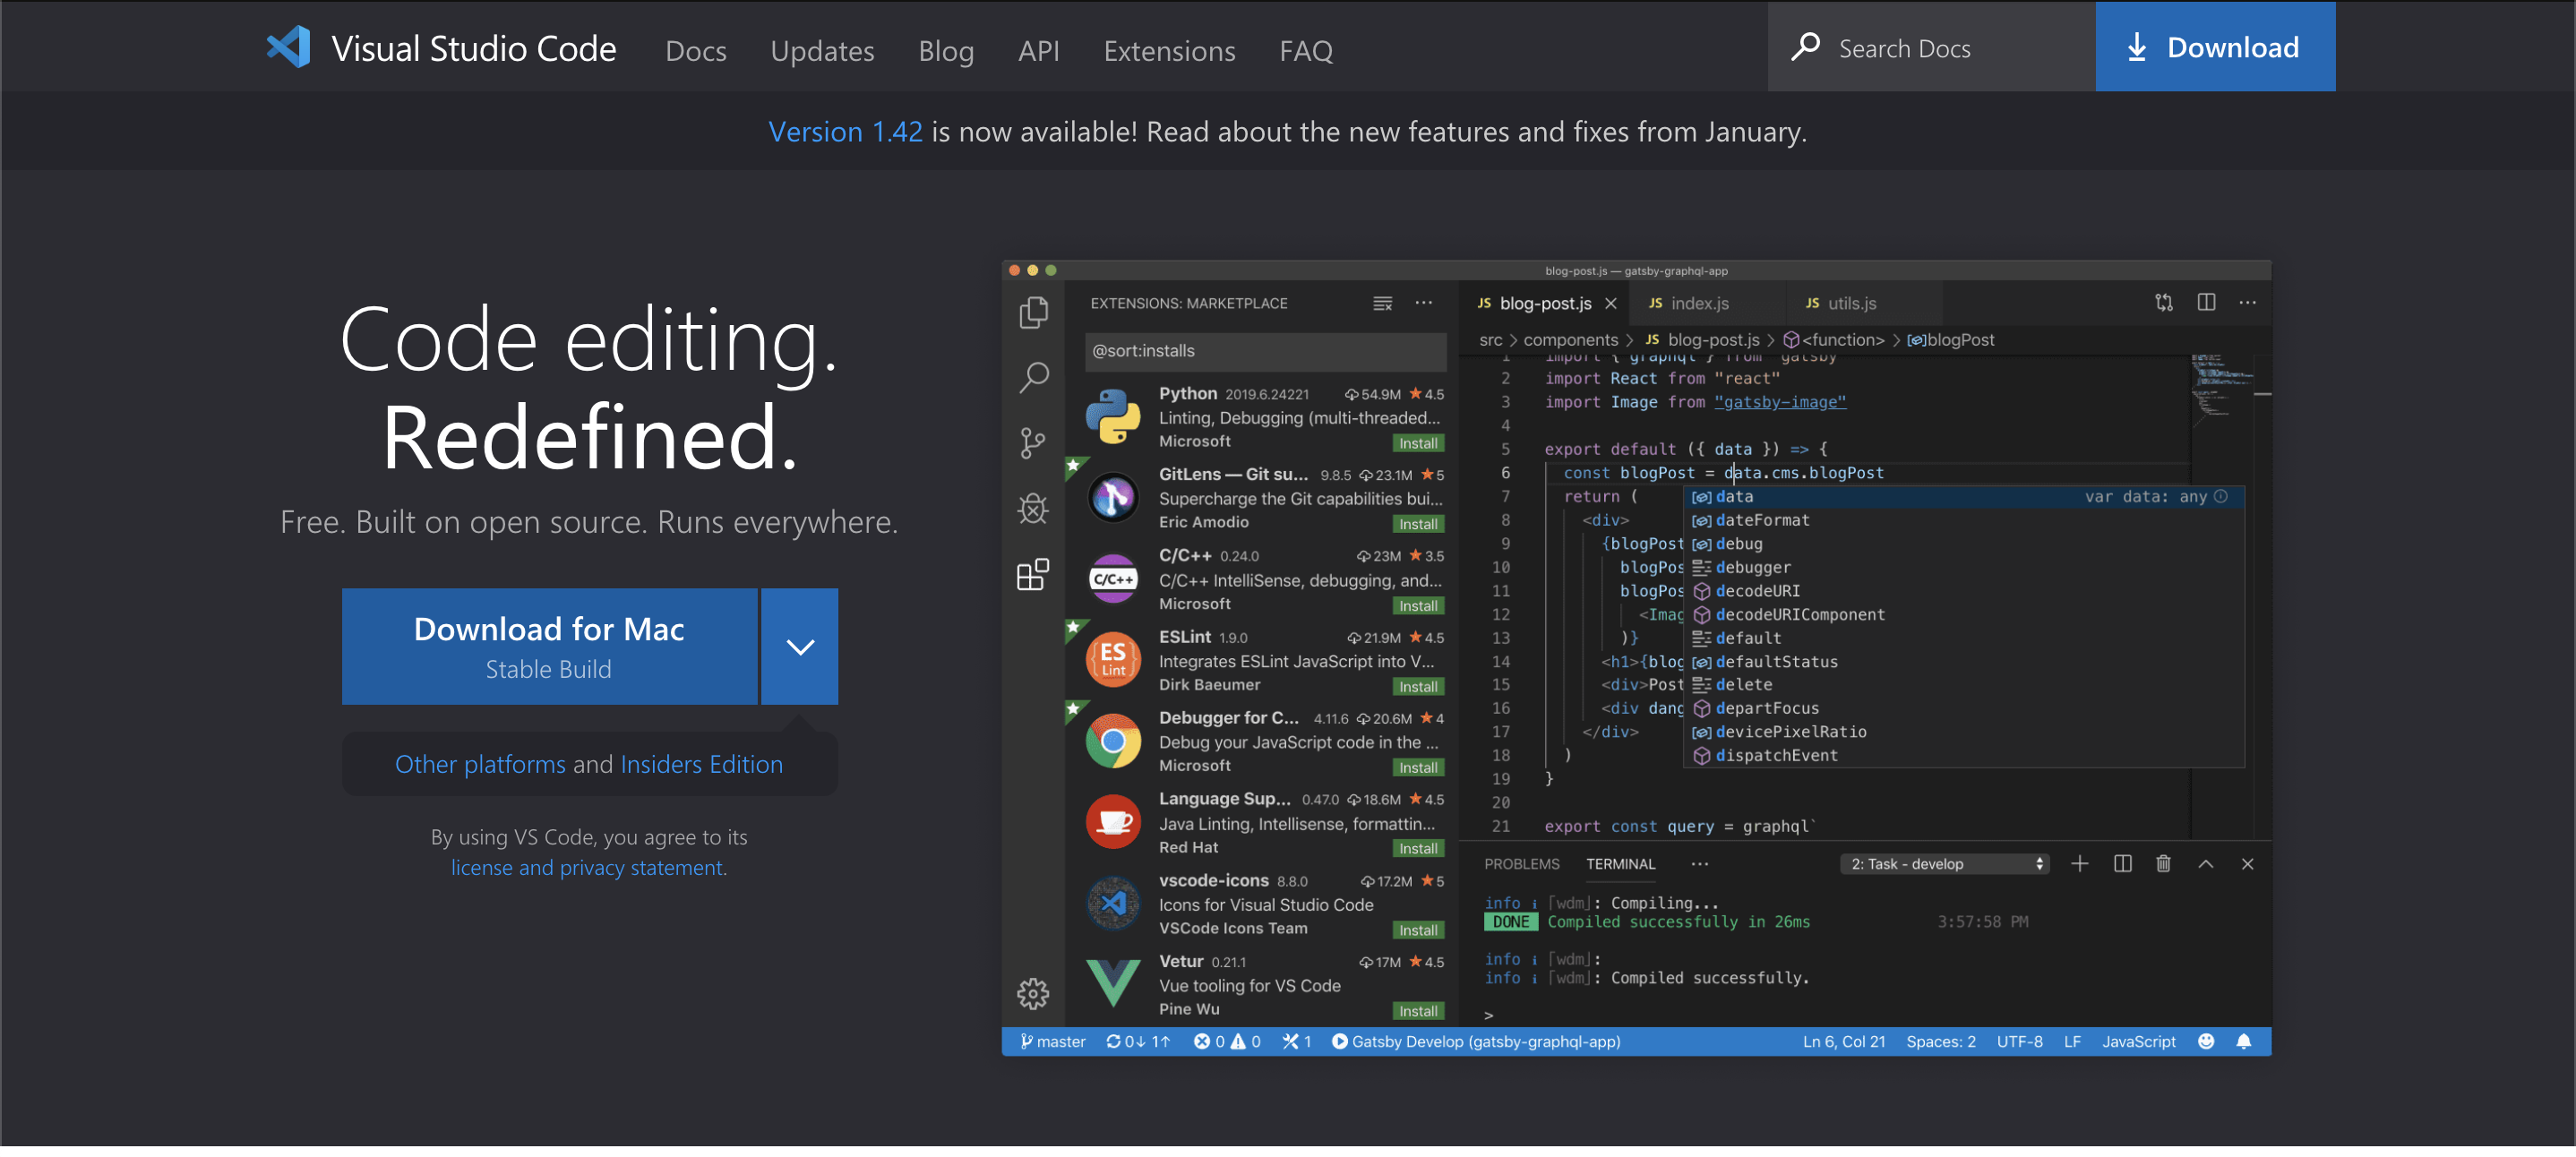 Visual Studio Code Docs Updates Blog API Extensions FAQ Search Docs Download
Version 1.42 is now available! Read about the new features and fixes from January.
Code editing.
Redefined.
Free. Built on open source. Runs everywhere.
Download for Mac
Stable Build
Other platforms and Insiders Edition
By using VS Code, you agree to its
license and privacy statement.
blog-post.js — gatsby-graphql-app
EXTENSIONS: MARKETPLACE
@sort:installs
Python 2019.6.24221 54.9M 4.5
Linting, Debugging (multi-threaded...
Microsoft Install
GitLens — Git su... 9.8.5 23.1M 5
Supercharge the Git capabilities bui...
Eric Amodio Install
C/C++
C/C++ 0.24.0 23M 3.5
C/C++ IntelliSense, debugging, and...
Microsoft Install
ES
Lint
ESLint 1.9.0 21.9M 4.5
Integrates ESLint JavaScript into V...
Dirk Baeumer Install
Debugger for C... 4.11.6 20.6M 4
Debug your JavaScript code in the ...
Microsoft Install
Language Sup... 0.47.0 18.6M 4.5
Java Linting, Intellisense, formattin...
Red Hat Install
vscode-icons 8.8.0 17.2M 5
Icons for Visual Studio Code
VSCode Icons Team Install
Vetur 0.21.1 17M 4.5
Vue tooling for VS Code
Pine Wu Install
JS blog-post.js JS index.js JS utils.js
src > components > JS blog-post.js > <function> > blogPost
1 import { graphql } from "gatsby"
2 import React from "react"
3 import Image from "gatsby-image"
4
5 export default ({ data }) => {
6 const blogPost = data.cms.blogPost
7 return (
8 <div>
9 {blogPost
10 blogPos
11 blogPos
12 <Imag
13 )}
14 <h1>{blog
15 <div>Post
16 <div dang
17 </div>
18 )
19 }
20
21 export const query = graphql`
data var data: any
dateFormat
debug
debugger
decodeURI
decodeURIComponent
default
defaultStatus
delete
departFocus
devicePixelRatio
dispatchEvent
PROBLEMS TERMINAL ... 2: Task - develop
info i ｢wdm｣: Compiling...
DONE Compiled successfully in 26ms 3:57:58 PM
info i ｢wdm｣:
info i ｢wdm｣: Compiled successfully.
>
master 0↓ 1↑ 0 0 1 Gatsby Develop (gatsby-graphql-app) Ln 6, Col 21 Spaces: 2 UTF-8 LF JavaScript